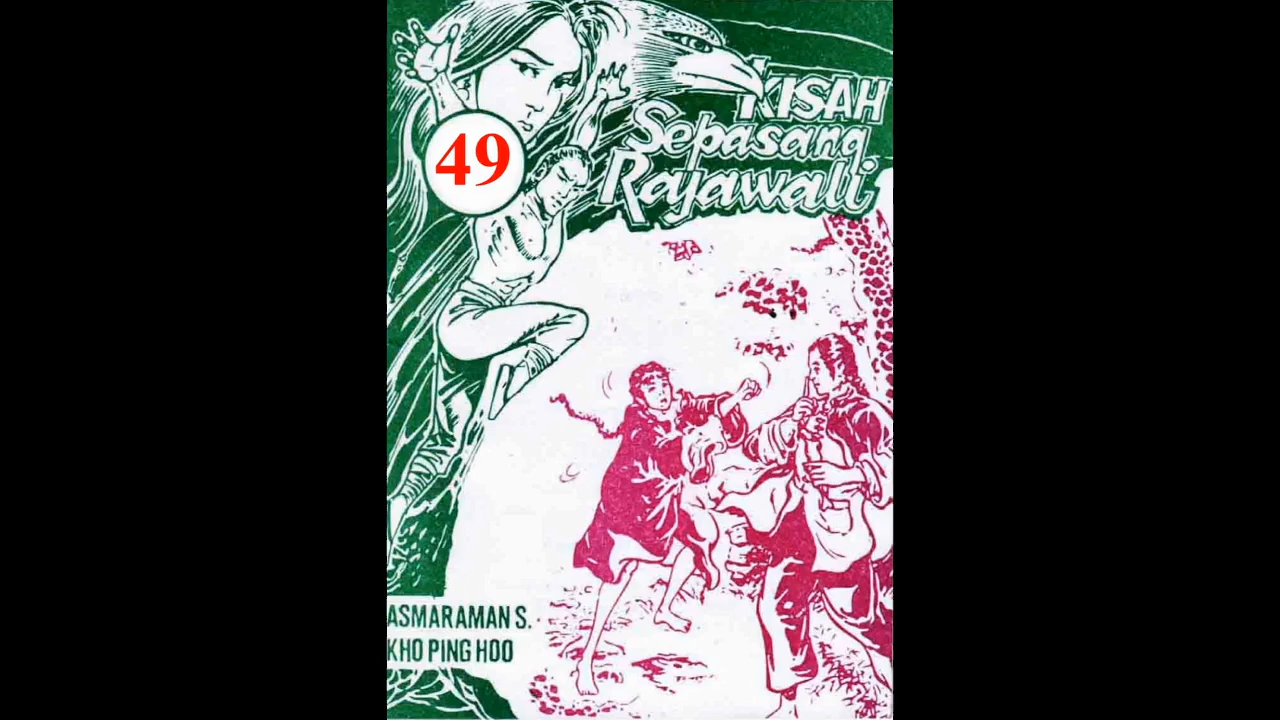 KISAH
Sepasang
Rajawali
49
ASMARAMAN S.
KHO PING HOO